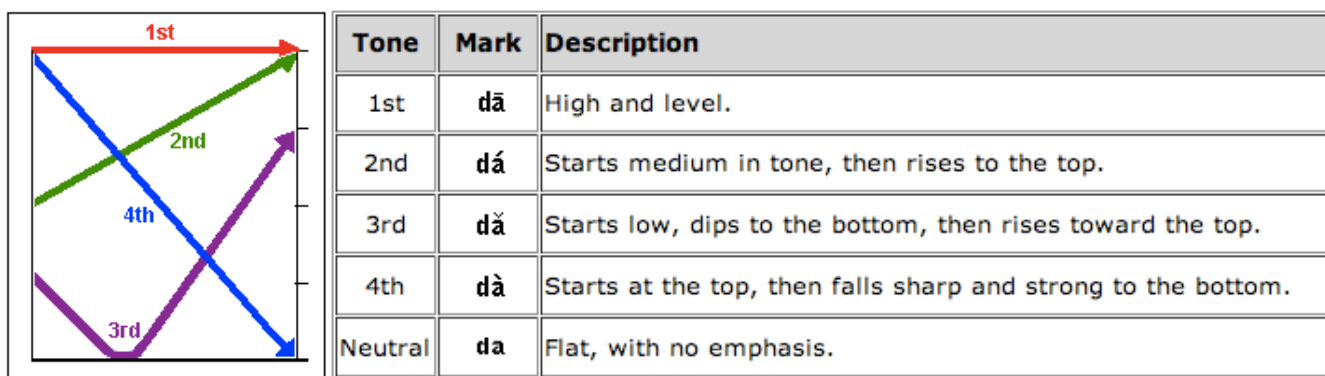 1st
2nd
4th
3rd
Tone Mark Description
1st dā High and level.
2nd dá Starts medium in tone, then rises to the top.
3rd dǎ Starts low, dips to the bottom, then rises toward the top.
4th dà Starts at the top, then falls sharp and strong to the bottom.
Neutral da Flat, with no emphasis.